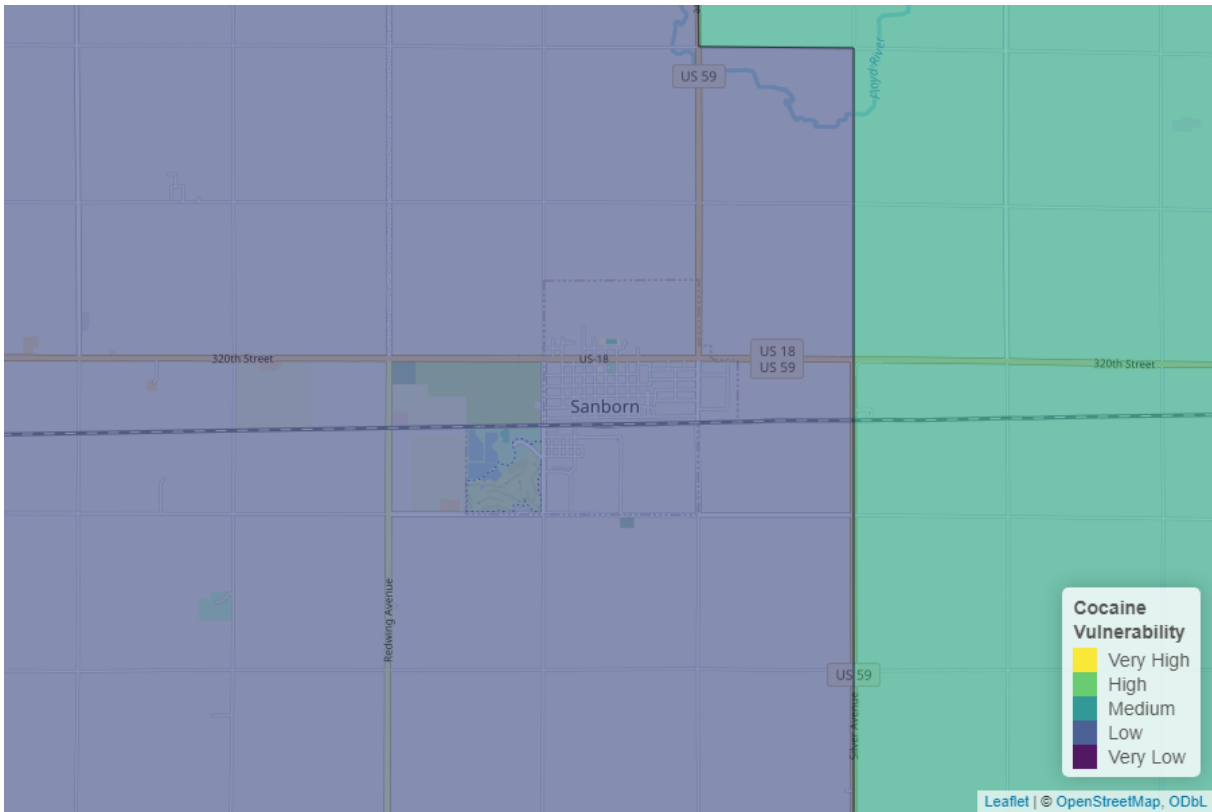 US 59
Floyd River
320th Street
US-18
US 18
US 59
320th Street
Sanborn
Redwing Avenue
US 59
Silver Avenue
Cocaine
Vulnerability
Very High
High
Medium
Low
Very Low
Leaflet | © OpenStreetMap, ODbL